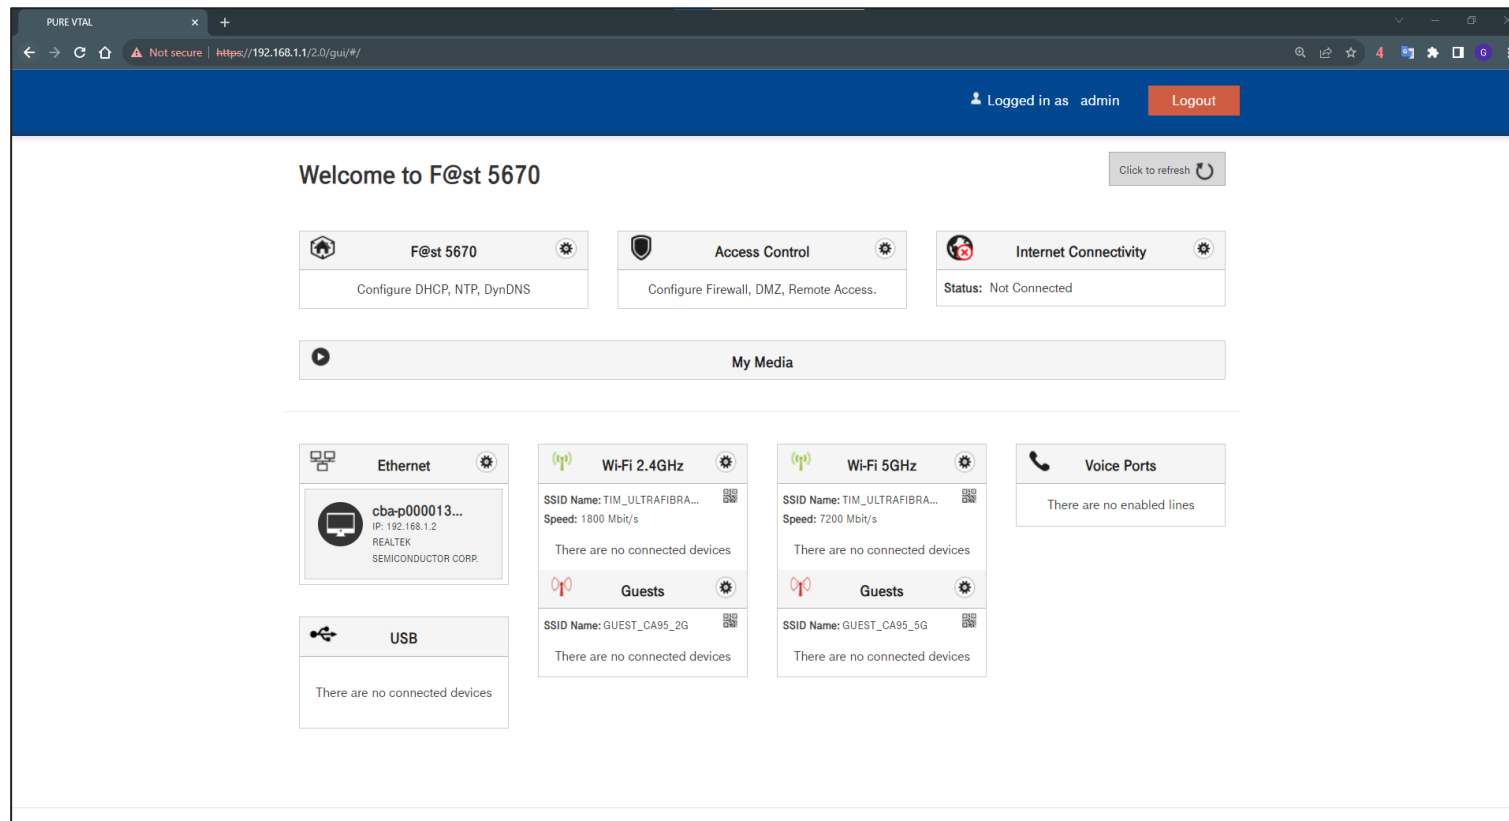 PURE VTAL
Not secure | https://192.168.1.1/2.0/gui/#/
4
G
Logged in as admin
Logout
Welcome to F@st 5670
Click to refresh
F@st 5670
Configure DHCP, NTP, DynDNS
Access Control
Configure Firewall, DMZ, Remote Access.
Internet Connectivity
Status: Not Connected
My Media
Ethernet
cba-p000013...
IP: 192.168.1.2
REALTEK
SEMICONDUCTOR CORP.
USB
There are no connected devices
Wi-Fi 2.4GHz
SSID Name: TIM_ULTRAFIBRA...
Speed: 1800 Mbit/s
There are no connected devices
Guests
SSID Name: GUEST_CA95_2G
There are no connected devices
Wi-Fi 5GHz
SSID Name: TIM_ULTRAFIBRA...
Speed: 7200 Mbit/s
There are no connected devices
Guests
SSID Name: GUEST_CA95_5G
There are no connected devices
Voice Ports
There are no enabled lines